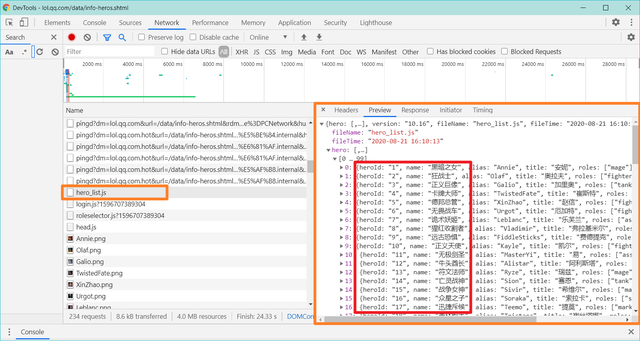 DevTools - lol.qq.com/data/info-heros.shtml
Elements Console Sources Network Performance Memory Application Security Lighthouse
Search
Preserve log Disable cache Online
Aa .*
Filter Hide data URLs All XHR JS CSS Img Media Font Doc WS Manifest Other Has blocked cookies Blocked Requests
2000 ms 4000 ms 6000 ms 8000 ms 10000 ms 12000 ms 14000 ms 16000 ms 18000 ms 20000 ms 22000 ms 24000 ms 26000 ms 28000 m
Name
pingd?dm=lol.qq.com&url=/data/info-heros.shtml&rdm...e%3DPCNetwork&hu
pingd?dm=lol.qq.com.hot&url=/data/info-heros.shtml...%E5%8E%84.internal&
pingd?dm=lol.qq.com.hot&url=/data/info-heros.shtml...%E6%81%AF.internal&
pingd?dm=lol.qq.com.hot&url=/data/info-heros.shtml...%E6%81%AF.internal&
pingd?dm=lol.qq.com.hot&url=/data/info-heros.shtml...%E5%AF%B8.internal&
pingd?dm=lol.qq.com.hot&url=/data/info-heros.shtml...%E5%AF%B8.internal&
hero_list.js
login.js?1596707389304
roleselector.js?1596707389304
head.js
Annie.png
Olaf.png
Galio.png
TwistedFate.png
XinZhao.png
Urgot.png
Leblanc.png
234 requests 8.6 kB transferred 4.0 MB resources Finish: 24.33 s DOMCon
Headers Preview Response Initiator Timing
{hero: [,…], version: "10.16", fileName: "hero_list.js", fileTime: "2020-08-21 16:10:
fileName: "hero_list.js"
fileTime: "2020-08-21 16:10:13"
hero: [,…]
[0 … 99]
0: {heroId: "1", name: "黑暗之女", alias: "Annie", title: "安妮", roles: ["mage"]
1: {heroId: "2", name: "狂战士", alias: "Olaf", title: "奥拉夫", roles: ["fighter
2: {heroId: "3", name: "正义巨像", alias: "Galio", title: "加里奥", roles: ["tank"
3: {heroId: "4", name: "卡牌大师", alias: "TwistedFate", title: "崔斯特", roles:
4: {heroId: "5", name: "德邦总管", alias: "XinZhao", title: "赵信", roles: ["figh
5: {heroId: "6", name: "无畏战车", alias: "Urgot", title: "厄加特", roles: ["figh
6: {heroId: "7", name: "诡术妖姬", alias: "Leblanc", title: "乐芙兰", roles: ["as
7: {heroId: "8", name: "猩红收割者", alias: "Vladimir", title: "弗拉基米尔", roles
8: {heroId: "9", name: "远古恐惧", alias: "FiddleSticks", title: "费德提克", role
9: {heroId: "10", name: "正义天使", alias: "Kayle", title: "凯尔", roles: ["fight
10: {heroId: "11", name: "无极剑圣", alias: "MasterYi", title: "易", roles: ["as
11: {heroId: "12", name: "牛头酋长", alias: "Alistar", title: "阿利斯塔", roles:
12: {heroId: "13", name: "符文法师", alias: "Ryze", title: "瑞兹", roles: ["mage"
13: {heroId: "14", name: "亡灵战神", alias: "Sion", title: "赛恩", roles: ["tank"
14: {heroId: "15", name: "战争女神", alias: "Sivir", title: "希维尔", roles: ["ma
15: {heroId: "16", name: "众星之子", alias: "Soraka", title: "索拉卡", roles: ["s
16: {heroId: "17", name: "迅捷斥候", alias: "Teemo", title: "提莫", roles: ["mark
Console